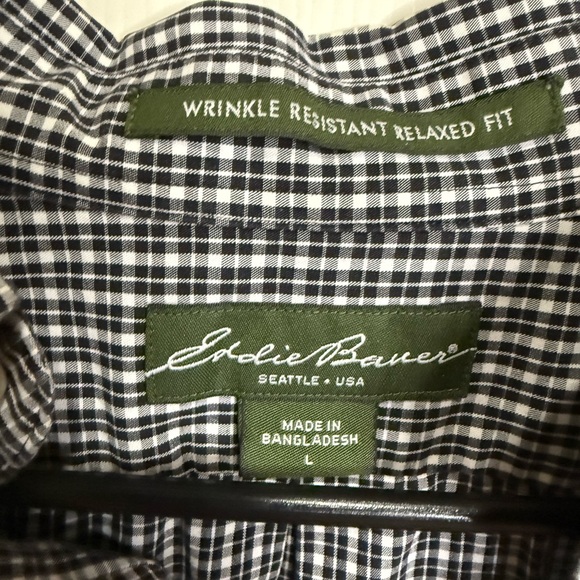 WRINKLE RESISTANT RELAXED FIT
Eddie Bauer®
SEATTLE • USA
MADE IN
BANGLADESH
L